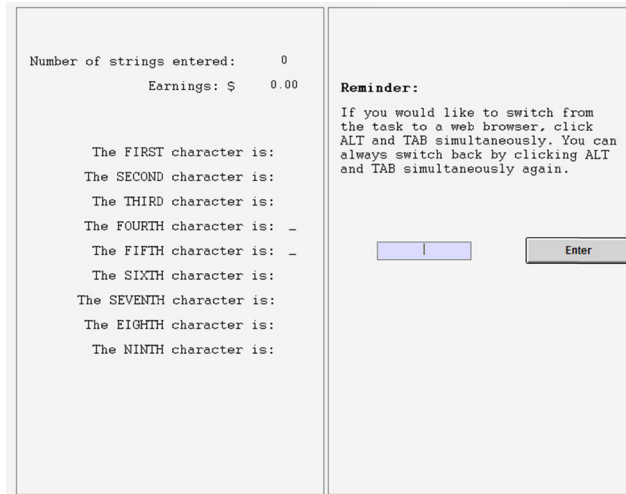 Number of strings entered: 0
Earnings: $ 0.00
The FIRST character is:
The SECOND character is:
The THIRD character is:
The FOURTH character is: _
The FIFTH character is: _
The SIXTH character is:
The SEVENTH character is:
The EIGHTH character is:
The NINTH character is:
Reminder:
If you would like to switch from
the task to a web browser, click
ALT and TAB simultaneously. You can
always switch back by clicking ALT
and TAB simultaneously again.
Enter